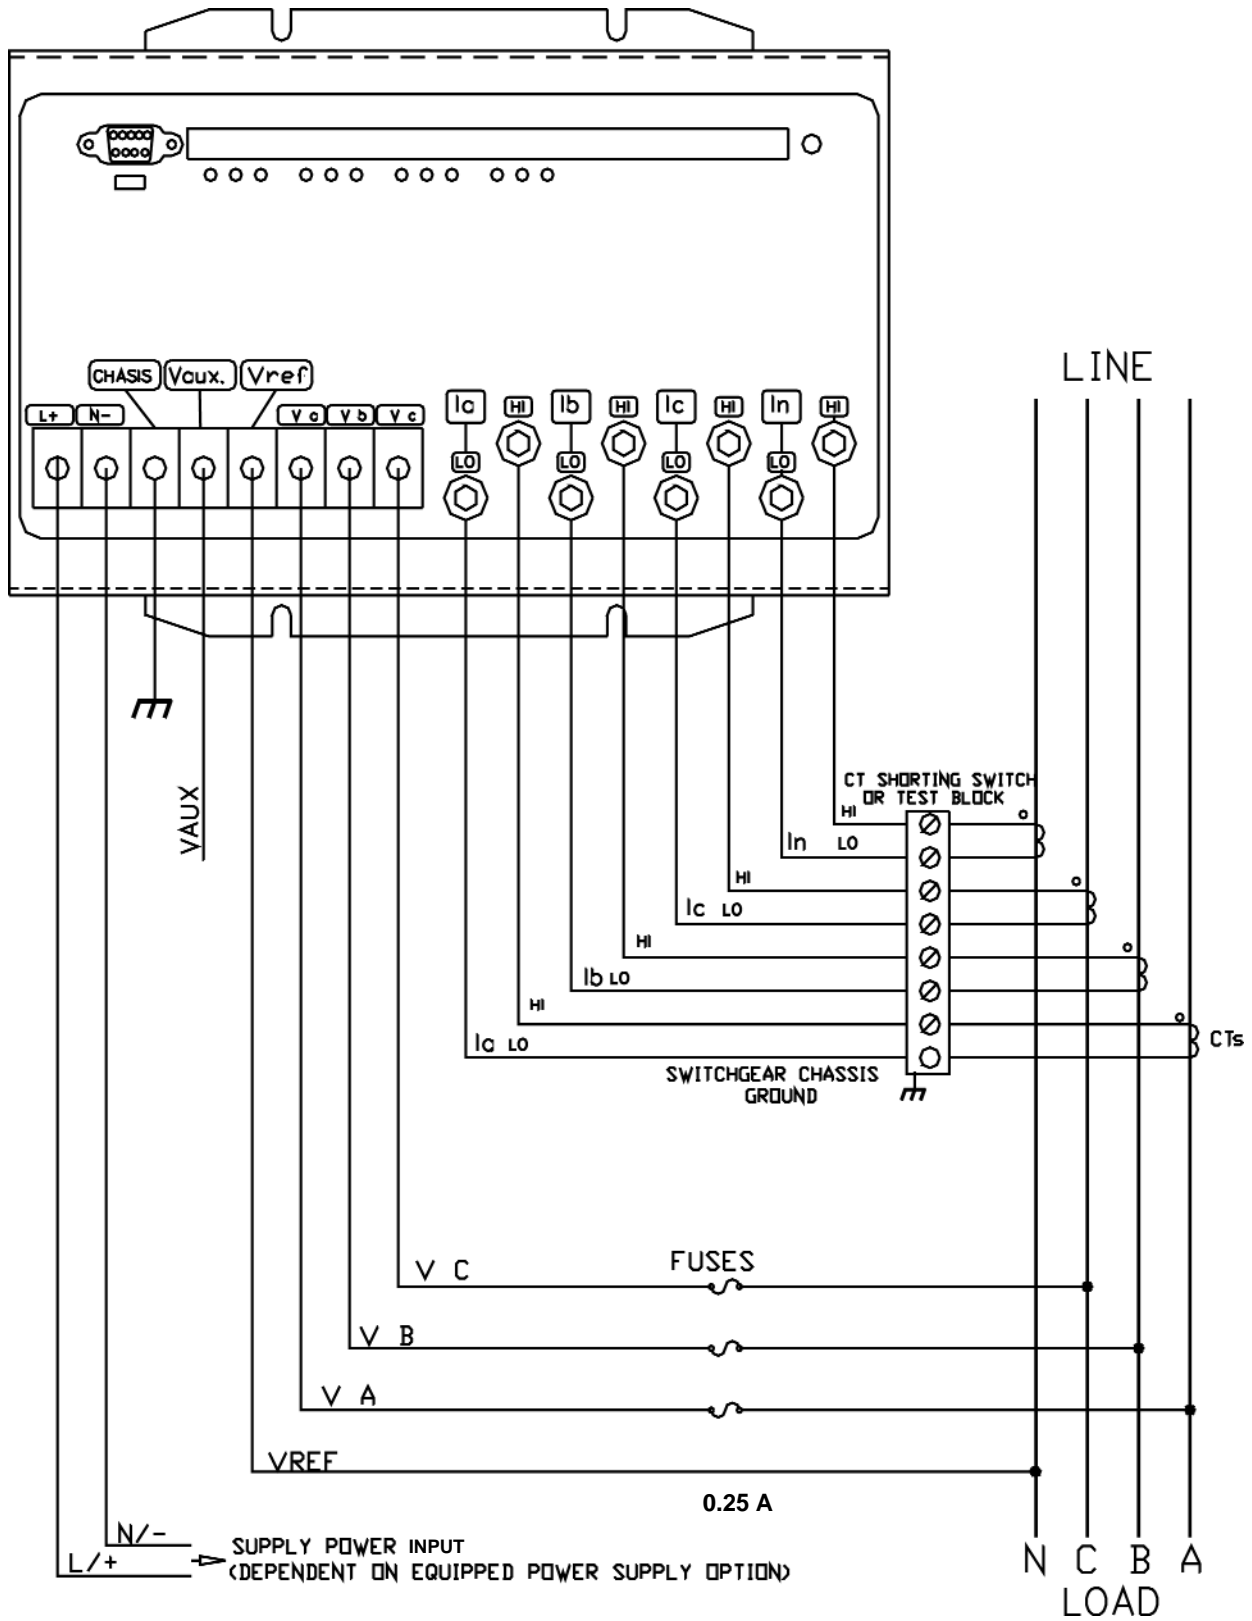 LINE
CHASIS Vaux. Vref
L+ N- Va Vb Vc
Ia HI Ib HI Ic HI In HI
LO LO LO LO
VAUX
CT SHORTING SWITCH
OR TEST BLOCK
HI
In LO
HI
Ic LO
HI
Ib LO
HI
Ia LO
CTs
SWITCHGEAR CHASSIS
GROUND
FUSES
V C
V B
V A
VREF
0.25 A
N/-
L/+
SUPPLY POWER INPUT
(DEPENDENT ON EQUIPPED POWER SUPPLY OPTION)
N C B A
LOAD